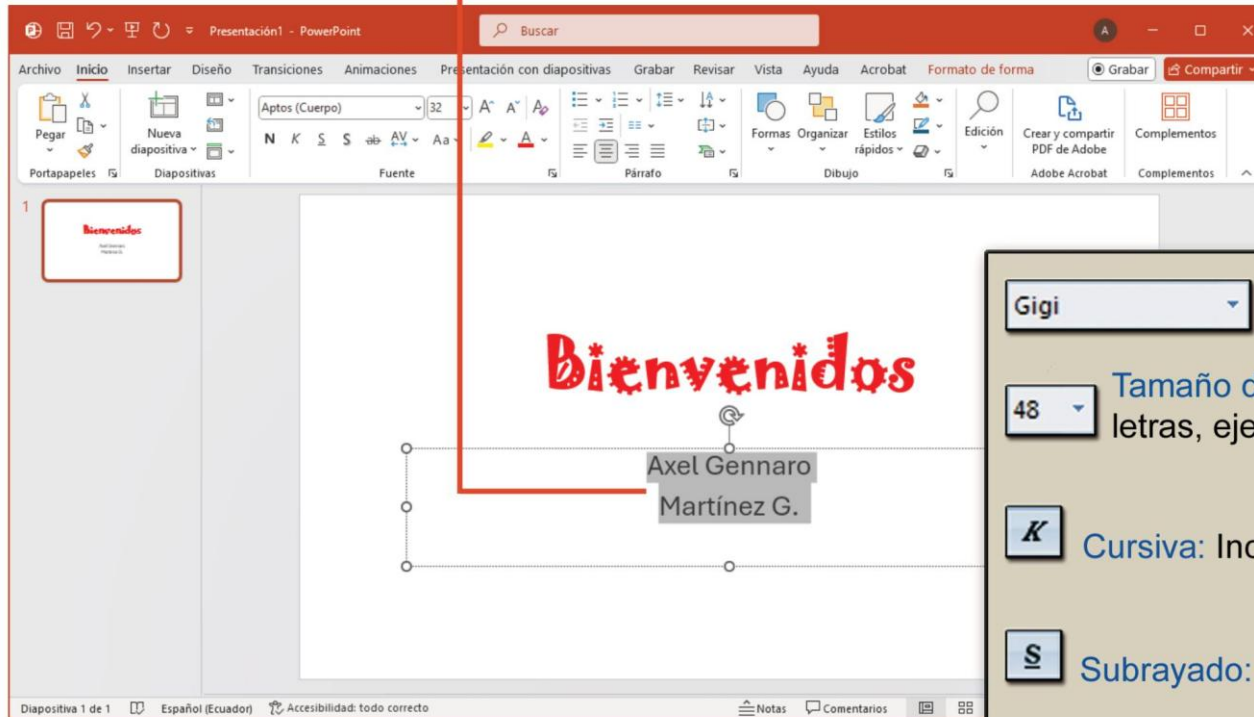 Presentación1 - PowerPoint
Buscar
A
Archivo Inicio Insertar Diseño Transiciones Animaciones Presentación con diapositivas Grabar Revisar Vista Ayuda Acrobat Formato de forma Grabar Compartir
Aptos (Cuerpo) 32 A A A
Pegar Nueva diapositiva N K S S ab AV Aa A Formas Organizar Estilos rápidos Edición Crear y compartir PDF de Adobe Complementos
Portapapeles Diapositivas Fuente Párrafo Dibujo Adobe Acrobat Complementos
1
Bienvenidos
Bienvenidos
Axel Gennaro
Martínez G.
Gigi
48 Tamaño
letras,
K Cursiva:
S Subrayado:
Diapositiva 1 de 1 Español (Ecuador) Accesibilidad: todo correcto Notas Comentarios